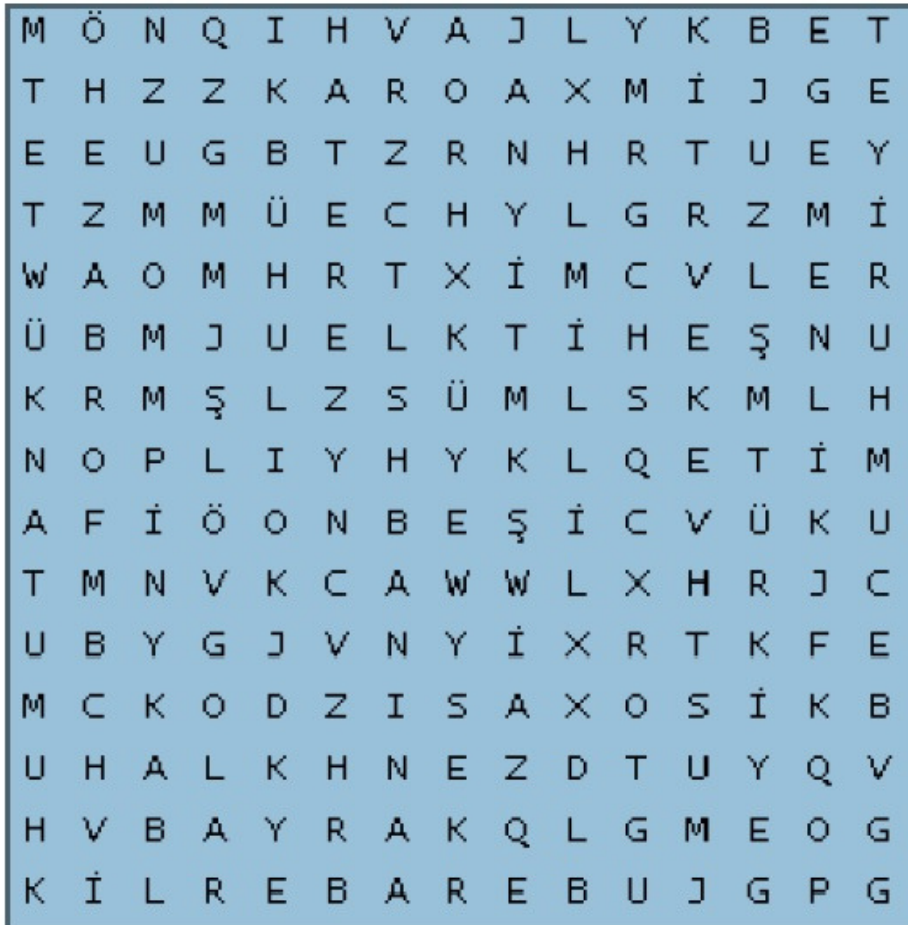 M Ö N Q I H V A J L Y K B E T
T H Z Z K A R O A X M İ J G E
E E U G B T Z R N H R T U E Y
T Z M M Ü E C H Y L G R Z M İ
W A O M H R T X İ M C V L E R
Ü B M J U E L K T İ H E Ş N U
K R M Ş L Z S Ü M L S K M L H
N O P L I Y H Y K L Q E T İ M
A F İ Ö O N B E Ş İ C V Ü K U
T M N V K C A W W L X H R J C
U B Y G J V N Y İ X R T K F E
M C K O D Z I S A X O S İ K B
U H A L K H N E Z D T U Y Q V
H V B A Y R A K Q L G M E O G
K İ L R E B A R E B U J G P G